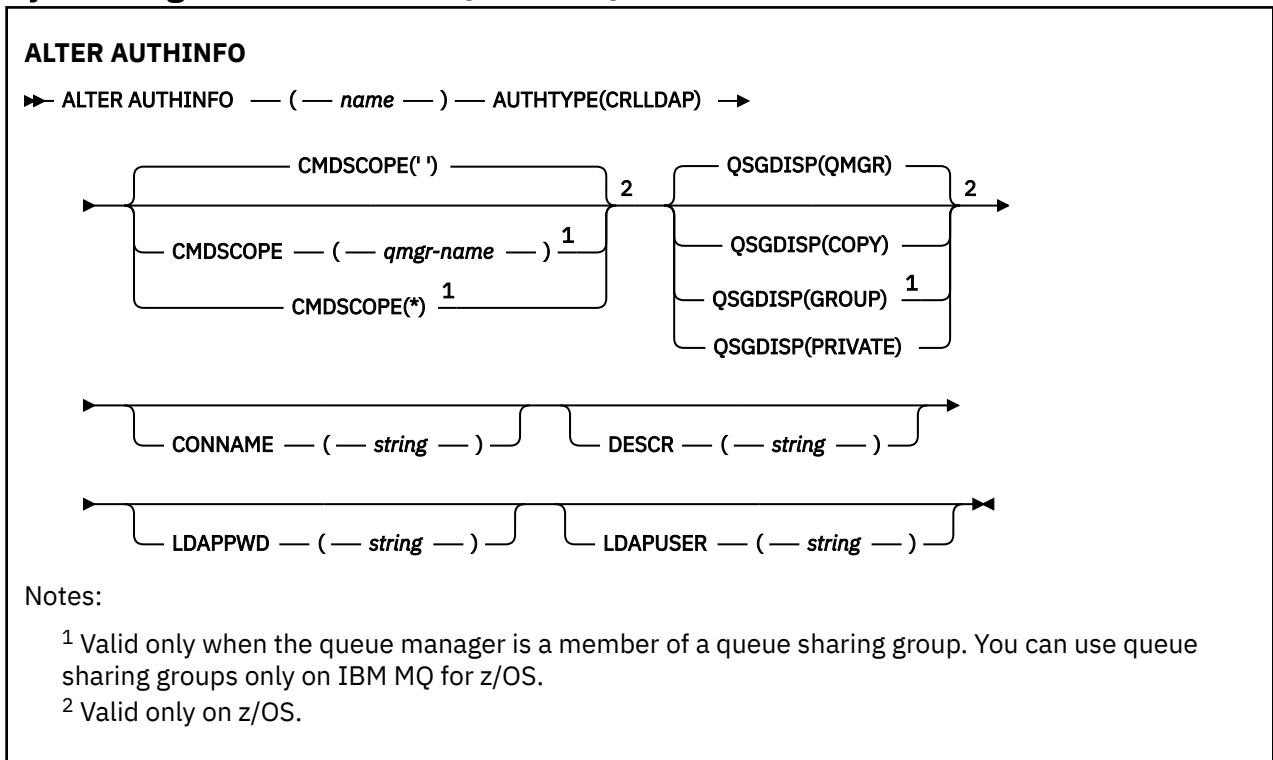 ALTER AUTHINFO
ALTER AUTHINFO ( name ) AUTHTYPE(CRLLDAP)
CMDSCOPE(' ')
CMDSCOPE ( qmgr-name ) 1
CMDSCOPE(*) 1
2
QSGDISP(QMGR)
QSGDISP(COPY)
QSGDISP(GROUP) 1
QSGDISP(PRIVATE)
2
CONNAME ( string )
DESCR ( string )
LDAPPWD ( string )
LDAPUSER ( string )
Notes:
1 Valid only when the queue manager is a member of a queue sharing group. You can use queue
sharing groups only on IBM MQ for z/OS.
2 Valid only on z/OS.